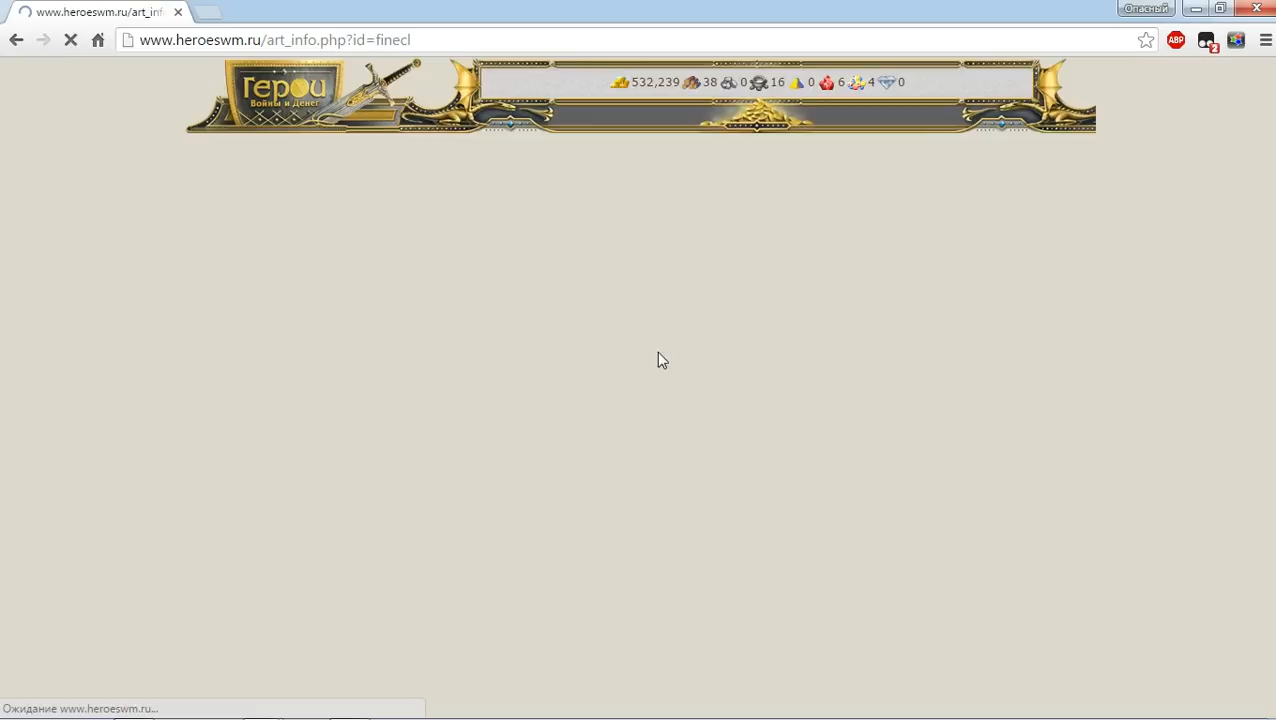 www.heroeswm.ru/art_inf
Опасный
www.heroeswm.ru/art_info.php?id=finecl
ABP
2
Герои
Войны и Денег
532,239 38 0 16 0 6 4 0
Ожидание www.heroeswm.ru...